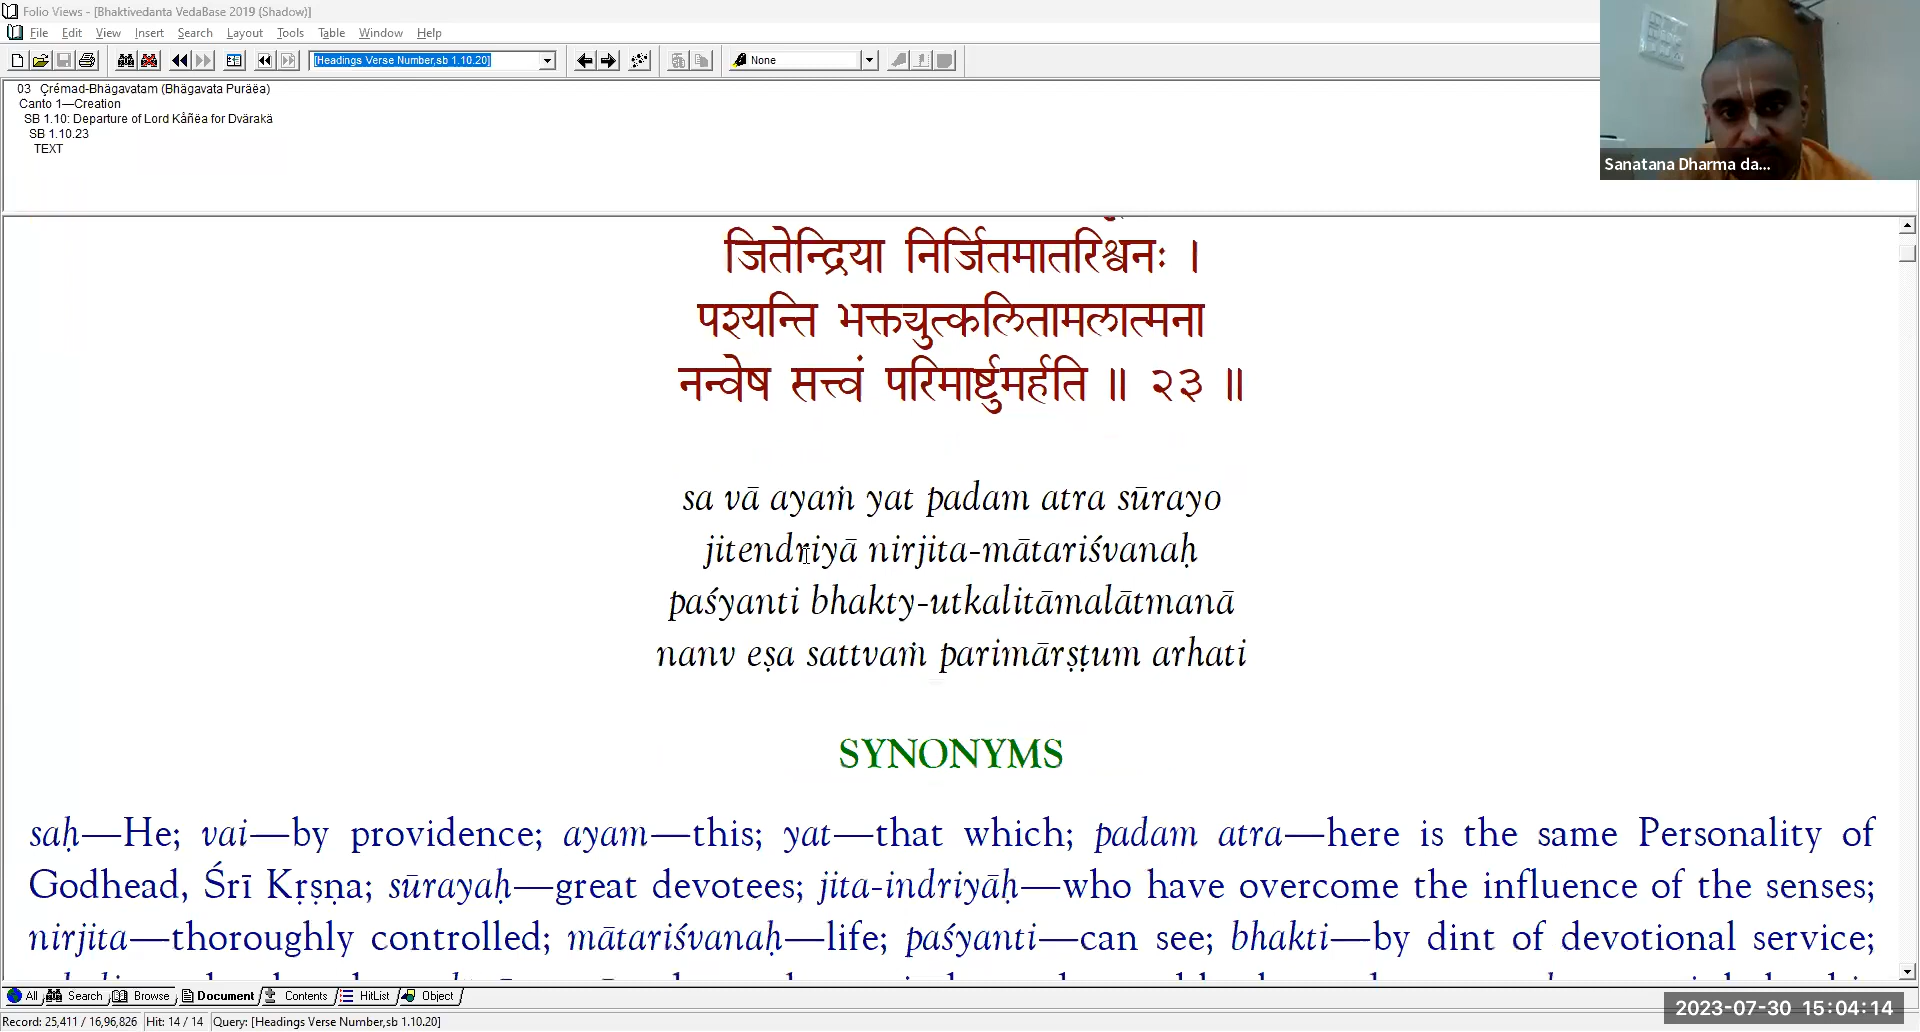 Folio Views - [Bhaktivedanta VedaBase 2019 (Shadow)]
File Edit View Insert Search Layout Tools Table Window Help
[Headings Verse Number,sb 1.10.20]
None
03 Çrémad-Bhägavatam (Bhägavata Puräëa)
Canto 1—Creation
SB 1.10: Departure of Lord Kåñëa for Dvärakä
SB 1.10.23
TEXT
Sanatana Dharma da...
जितेन्द्रिया निर्जितमातरिश्वनः ।
पश्यन्ति भक्तय‍ुत्कलितामलात्मना
नन्वेष सत्त्वं परिमार्ष्टुमर्हति ॥ २३ ॥
sa vā ayaṁ yat padam atra sūrayo
jitendriyā nirjita-mātariśvanaḥ
paśyanti bhakty-utkalitāmalātmanā
nanv eṣa sattvaṁ parimārṣṭum arhati
SYNONYMS
saḥ—He; vai—by providence; ayam—this; yat—that which; padam atra—here is the same Personality of
Godhead, Śrī Kṛṣṇa; sūrayaḥ—great devotees; jita-indriyāḥ—who have overcome the influence of the senses;
nirjita—thoroughly controlled; mātariśvanaḥ—life; paśyanti—can see; bhakti—by dint of devotional service;
All Search Browse Document Contents HitList Object
Record: 25,411 / 16,96,826 Hit: 14 / 14 Query: [Headings Verse Number,sb 1.10.20]
2023-07-30 15:04:14